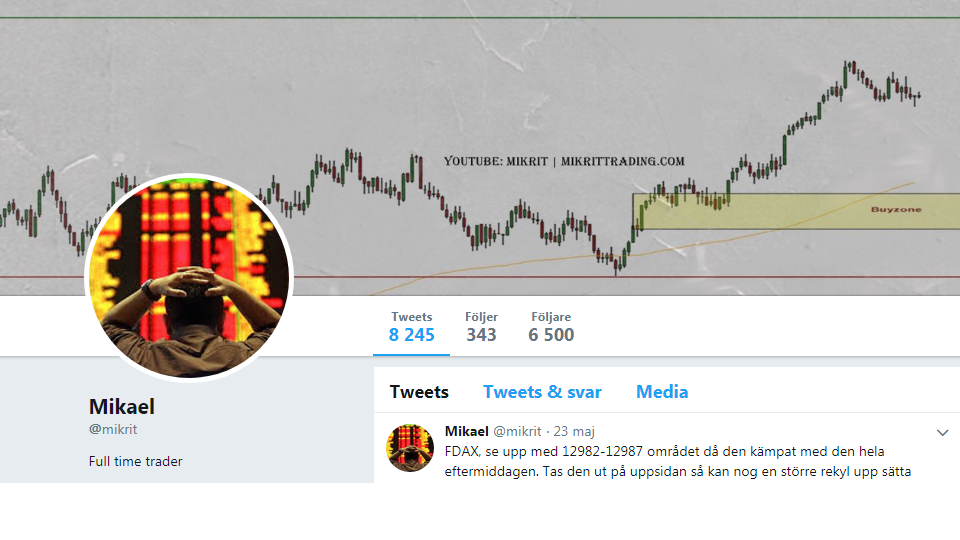 YOUTUBE: MIKRIT | MIKRITTRADING.COM
Buyzone
Tweets Följer Följare
8 245 343 6 500
Mikael
@mikrit
Full time trader
Tweets Tweets & svar Media
Mikael @mikrit · 23 maj
FDAX, se upp med 12982-12987 området då den kämpat med den hela
eftermiddagen. Tas den ut på uppsidan så kan nog en större rekyl upp sätta